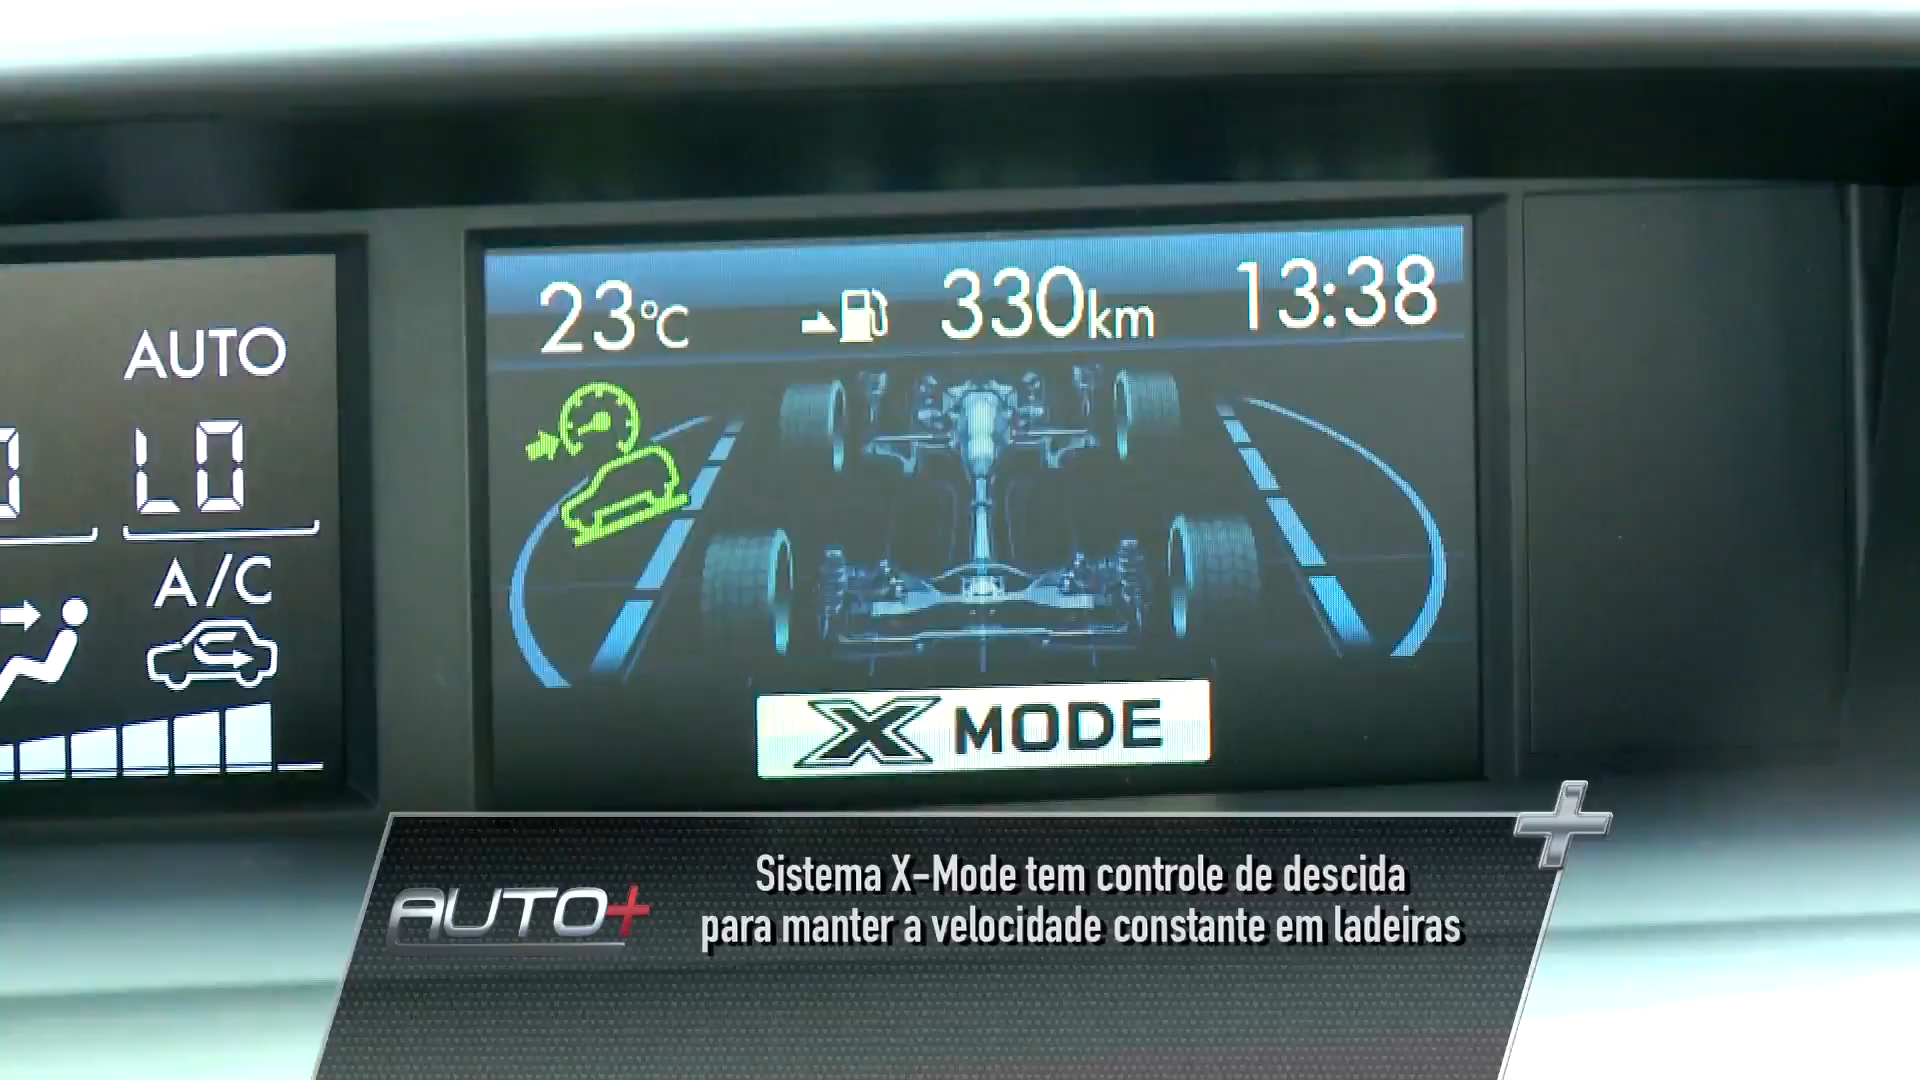 23°C
330km
13:38
AUTO
LO
A/C
X MODE
AUTO+
Sistema X-Mode tem controle de descida
para manter a velocidade constante em ladeiras